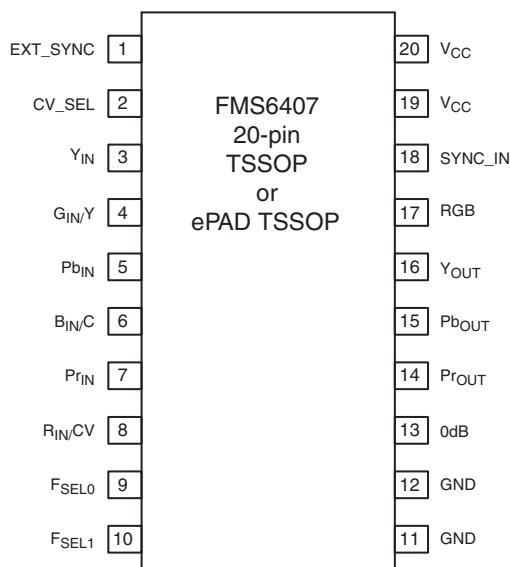 EXT_SYNC 1
CV_SEL 2
YIN 3
GIN/Y 4
PbIN 5
BIN/C 6
PrIN 7
RIN/CV 8
FSEL0 9
FSEL1 10
FMS6407
20-pin
TSSOP
or
ePAD TSSOP
20 VCC
19 VCC
18 SYNC_IN
17 RGB
16 YOUT
15 PbOUT
14 PrOUT
13 0dB
12 GND
11 GND